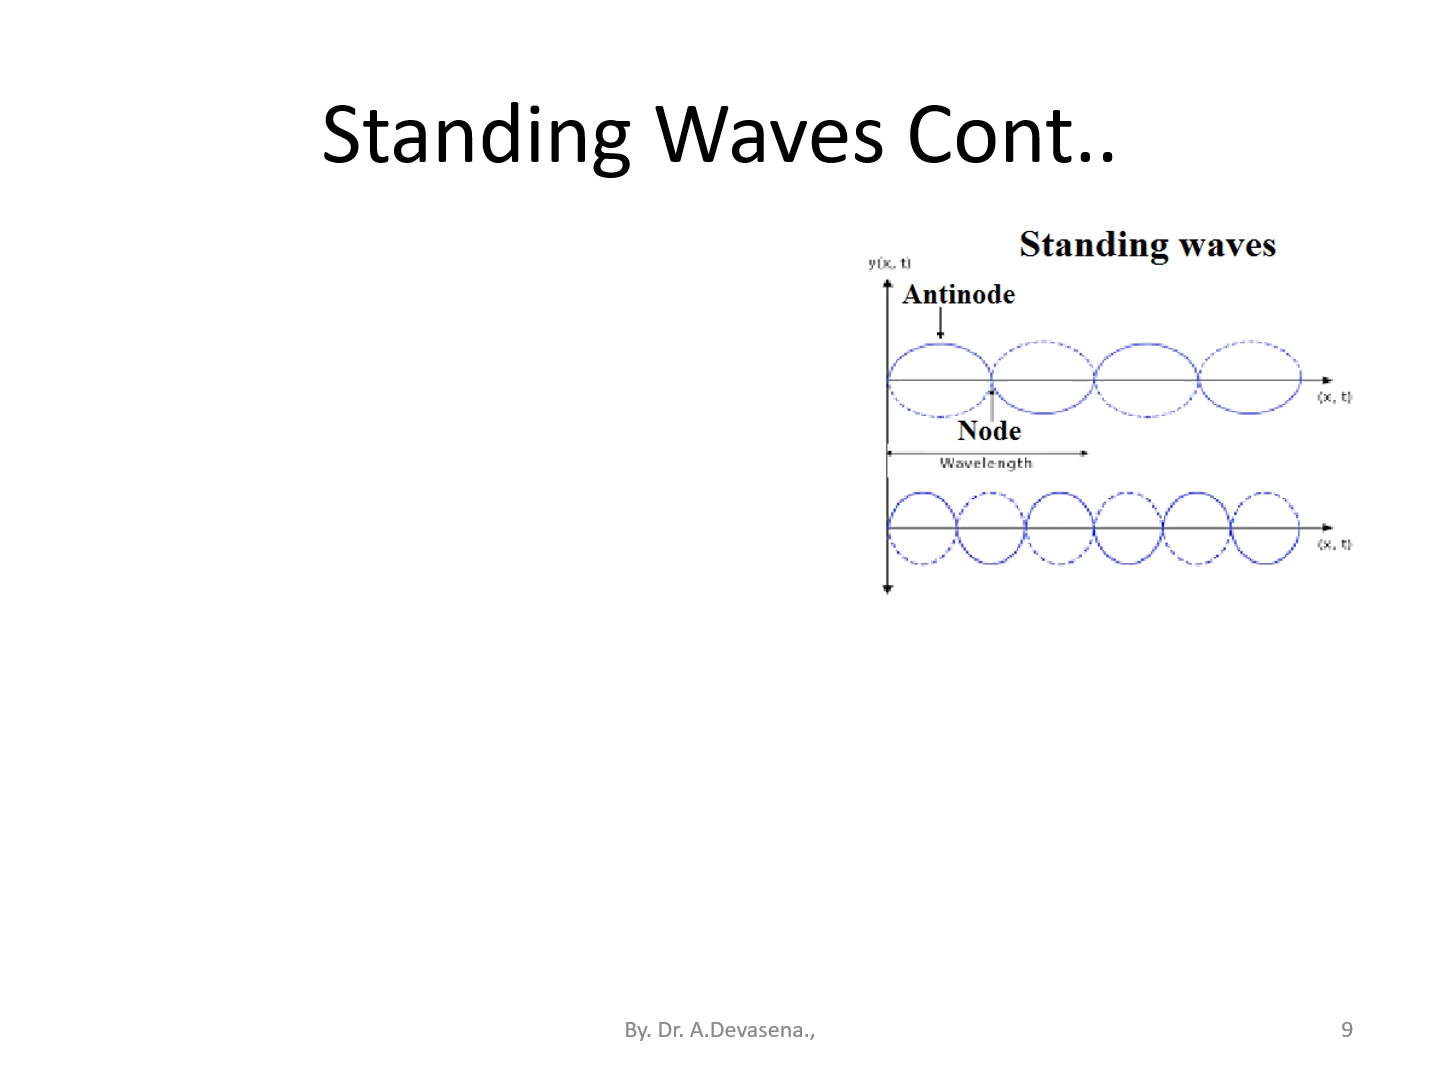 Standing Waves Cont..
Standing waves
y(x, t)
Antinode
(x, t)
Node
Wavelength
(x, t)
By. Dr. A.Devasena.,
9